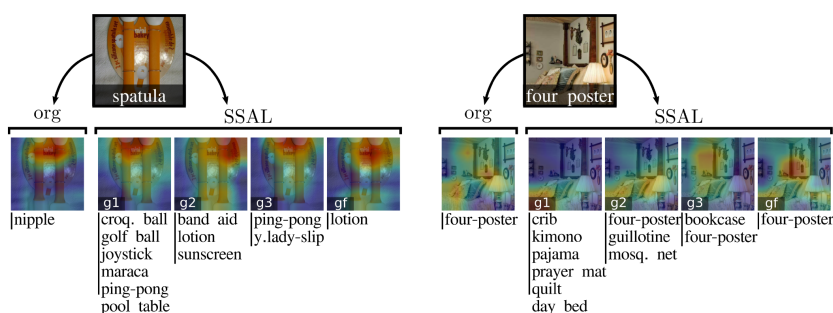 spatula
org
SSAL
g1
g2
g3
gf
nipple
croq. ball
golf ball
joystick
maraca
ping-pong
pool table
band aid
lotion
sunscreen
ping-pong
y.lady-slip
lotion
four poster
org
SSAL
g1
g2
g3
gf
four-poster
crib
kimono
pajama
prayer mat
quilt
day bed
four-poster
guillotine
mosq. net
bookcase
four-poster
four-poster